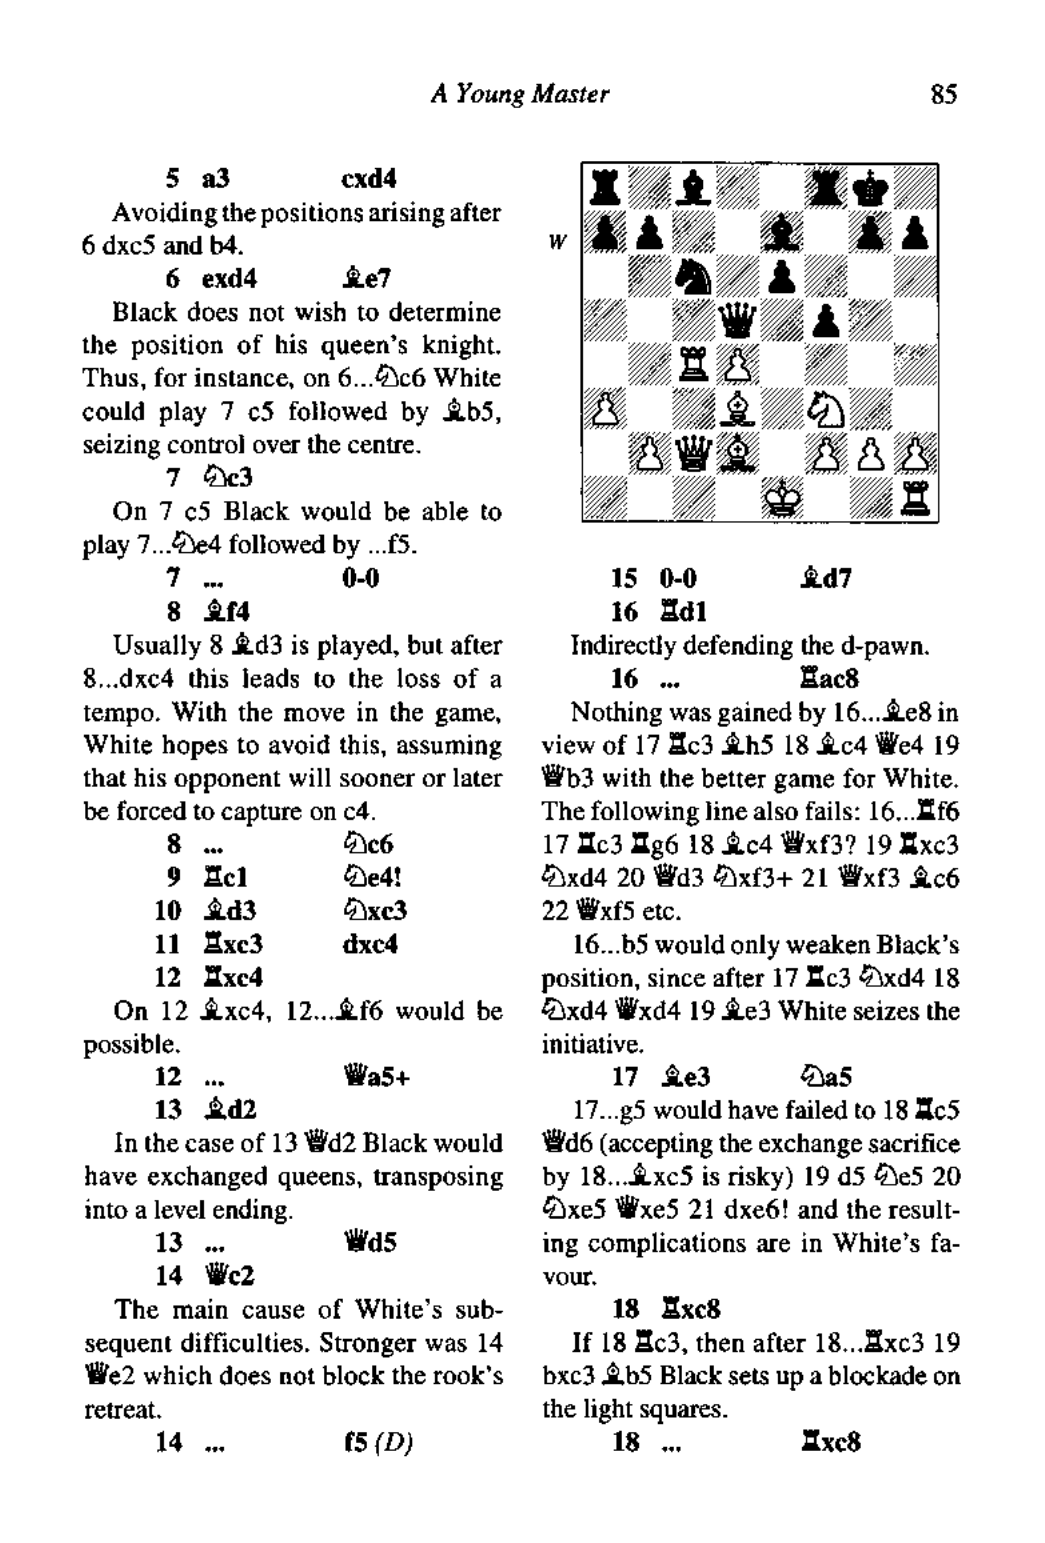 A Young Master
85
5 a3 cxd4
Avoiding the positions arising after
6 dxc5 and b4.
6 exd4 ♗e7
Black does not wish to determine
the position of his queen's knight.
Thus, for instance, on 6...♘c6 White
could play 7 c5 followed by ♗b5,
seizing control over the centre.
7 ♘c3
On 7 c5 Black would be able to
play 7...♘e4 followed by ...f5.
7 ... 0-0
8 ♗f4
Usually 8 ♗d3 is played, but after
8...dxc4 this leads to the loss of a
tempo. With the move in the game,
White hopes to avoid this, assuming
that his opponent will sooner or later
be forced to capture on c4.
8 ... ♘c6
9 ♖c1 ♘e4!
10 ♗d3 ♘xc3
11 ♖xc3 dxc4
12 ♖xc4
On 12 ♗xc4, 12...♗f6 would be
possible.
12 ... ♕a5+
13 ♗d2
In the case of 13 ♕d2 Black would
have exchanged queens, transposing
into a level ending.
13 ... ♕d5
14 ♕c2
The main cause of White's sub-
sequent difficulties. Stronger was 14
♕e2 which does not block the rook's
retreat.
14 ... f5 (D)
W
15 0-0 ♗d7
16 ♖d1
Indirectly defending the d-pawn.
16 ... ♖ac8
Nothing was gained by 16...♗e8 in
view of 17 ♖c3 ♗h5 18 ♗c4 ♕e4 19
♕b3 with the better game for White.
The following line also fails: 16...♖f6
17 ♖c3 ♖g6 18 ♗c4 ♕xf3? 19 ♖xc3
♘xd4 20 ♕d3 ♘xf3+ 21 ♕xf3 ♗c6
22 ♕xf5 etc.
16...b5 would only weaken Black's
position, since after 17 ♖c3 ♘xd4 18
♘xd4 ♕xd4 19 ♗e3 White seizes the
initiative.
17 ♗e3 ♘a5
17...g5 would have failed to 18 ♖c5
♕d6 (accepting the exchange sacrifice
by 18...♗xc5 is risky) 19 d5 ♘e5 20
♘xe5 ♕xe5 21 dxe6! and the result-
ing complications are in White's fa-
vour.
18 ♖xc8
If 18 ♖c3, then after 18...♖xc3 19
bxc3 ♗b5 Black sets up a blockade on
the light squares.
18 ... ♖xc8